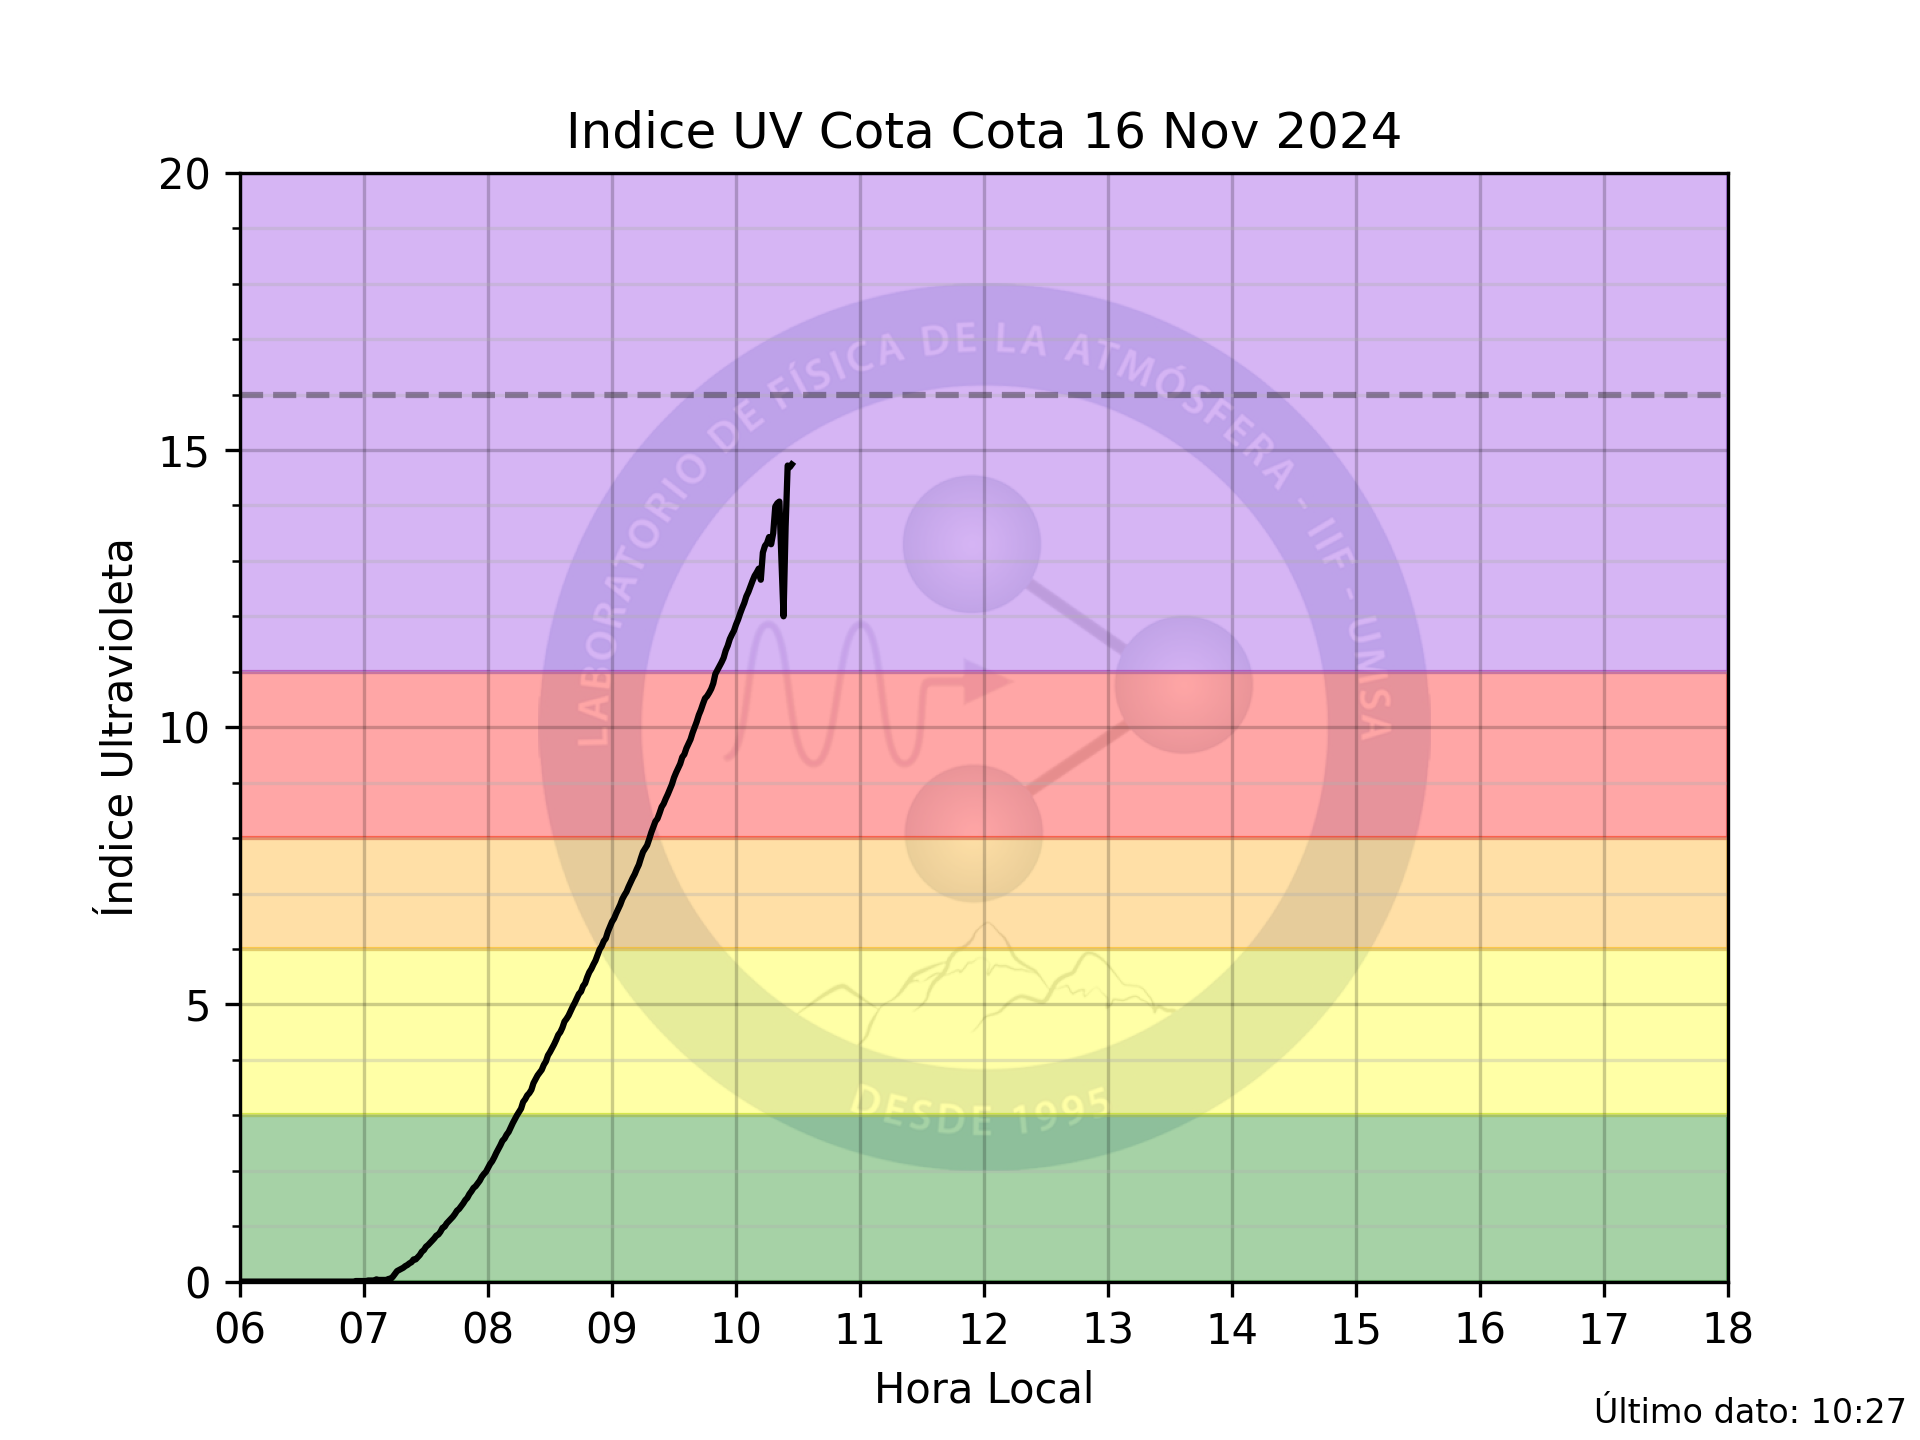 Indice UV Cota Cota 16 Nov 2024
20
15
10
5
0
Índice Ultravioleta
LABORATORIO DE FÍSICA DE LA ATMÓSFERA - IIF - UMSA
DESDE 1995
06 07 08 09 10 11 12 13 14 15 16 17 18
Hora Local
Último dato: 10:27